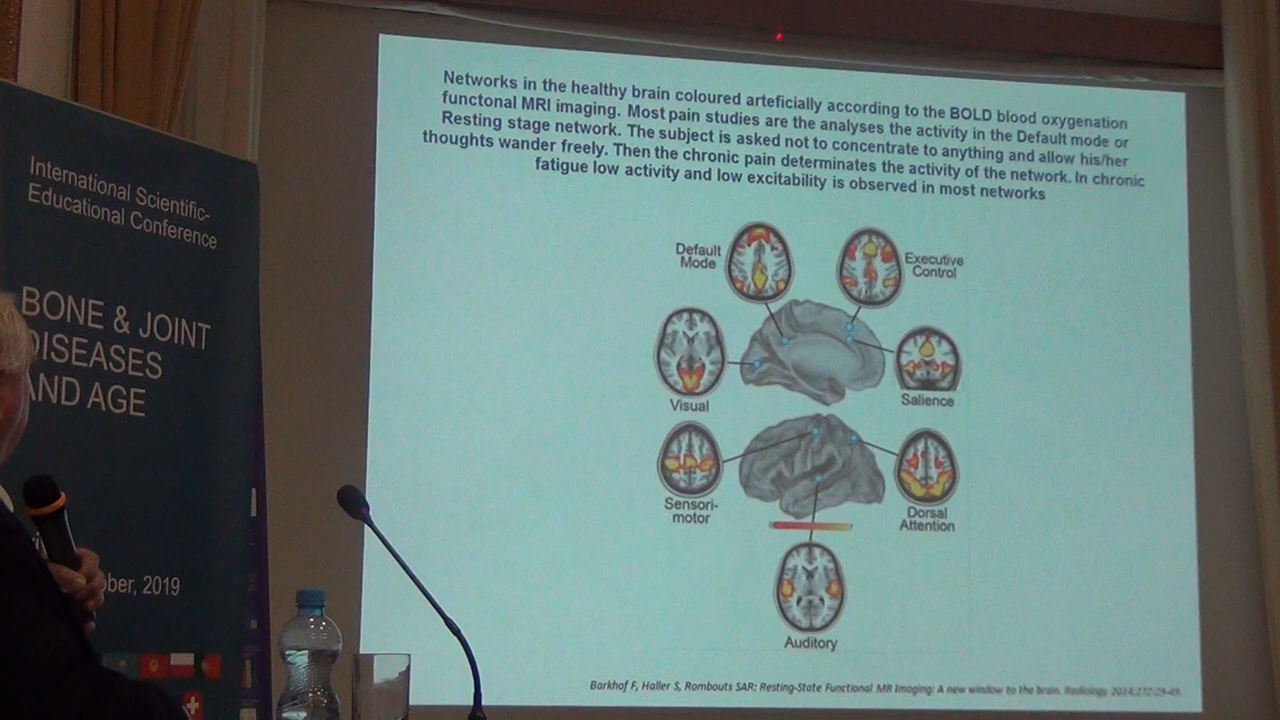 International Scientific-
Educational Conference
BONE & JOINT
DISEASES
AND AGE
ber, 2019
Networks in the healthy brain coloured arteficially according to the BOLD blood oxygenation
functonal MRI imaging. Most pain studies are the analyses the activity in the Default mode or
Resting stage network. The subject is asked not to concentrate to anything and allow his/her
thoughts wander freely. Then the chronic pain determinates the activity of the network. In chronic
fatigue low activity and low excitability is observed in most networks
Default
Mode
Executive
Control
Visual
Salience
Sensori-
motor
Dorsal
Attention
Auditory
Barkhof F, Haller S, Rombouts SAR: Resting-State Functional MR Imaging: A new window to the brain. Radiology 2014;272:29-49.